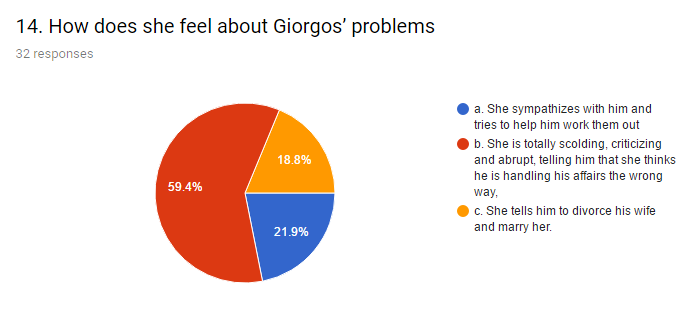 14. How does she feel about Giorgos’ problems
32 responses
18.8%
59.4%
21.9%
a. She sympathizes with him and
tries to help him work them out
b. She is totally scolding, criticizing
and abrupt, telling him that she thinks
he is handling his affairs the wrong
way,
c. She tells him to divorce his wife
and marry her.